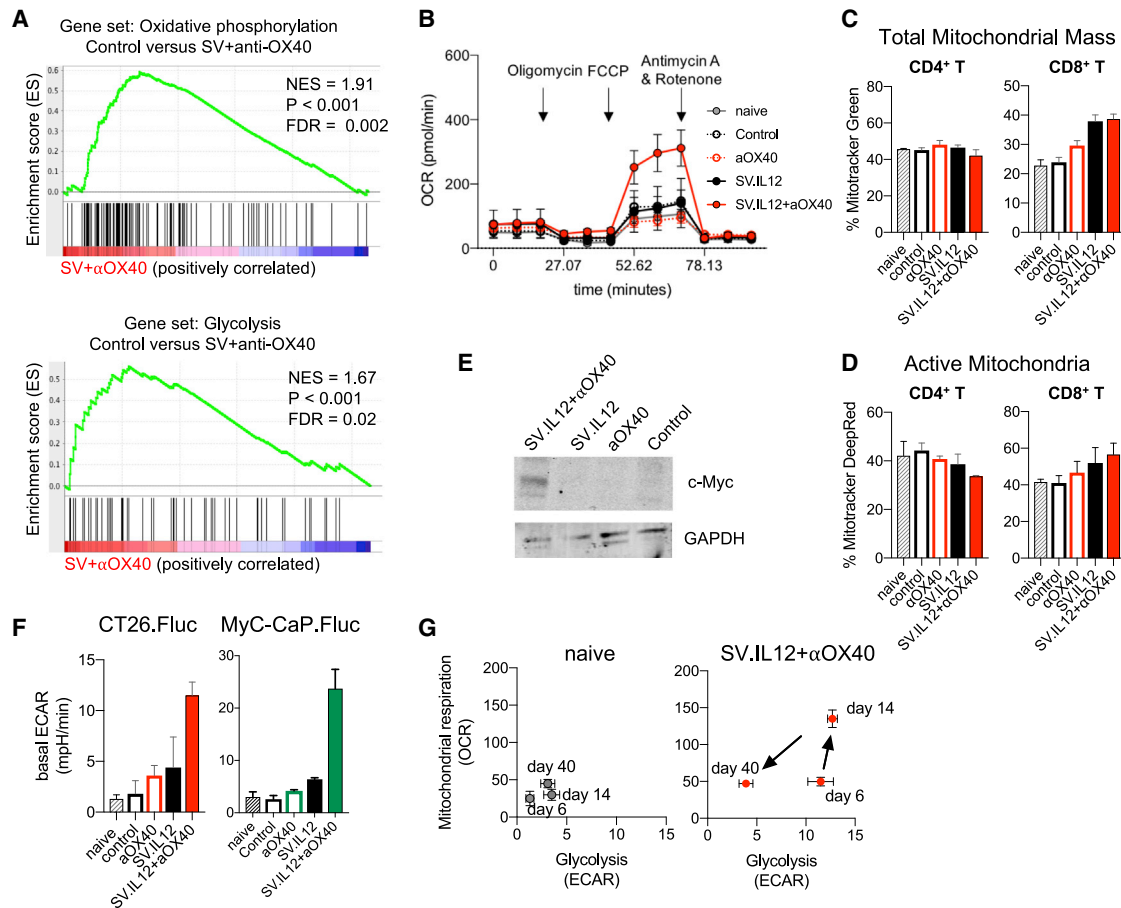 A
Gene set: Oxidative phosphorylation
Control versus SV+anti-OX40
Enrichment score (ES)
0.6
0.5
0.4
0.3
0.2
0.1
0.0
NES = 1.91
P < 0.001
FDR = 0.002
SV+αOX40 (positively correlated)
Gene set: Glycolysis
Control versus SV+anti-OX40
Enrichment score (ES)
0.5
0.4
0.3
0.2
0.1
0.0
NES = 1.67
P < 0.001
FDR = 0.02
SV+αOX40 (positively correlated)
B
OCR (pmol/min)
600
400
200
0
Oligomycin FCCP
Antimycin A
& Rotenone
naive
Control
aOX40
SV.IL12
SV.IL12+aOX40
0
27.07
52.62
78.13
time (minutes)
C
Total Mitochondrial Mass
CD4⁺ T
CD8⁺ T
% Mitotracker Green
80
60
40
20
0
naive
control
αOX40
SV.IL12
SV.IL12+αOX40
50
40
30
20
10
0
naive
control
αOX40
SV.IL12
SV.IL12+αOX40
D
Active Mitochondria
CD4⁺ T
CD8⁺ T
% Mitotracker DeepRed
60
40
20
0
naive
control
αOX40
SV.IL12
SV.IL12+αOX40
80
60
40
20
0
naive
control
αOX40
SV.IL12
SV.IL12+αOX40
E
SV.IL12+αOX40
SV.IL12
aOX40
Control
c-Myc
GAPDH
F
CT26.Fluc
MyC-CaP.Fluc
basal ECAR
(mpH/min)
15
10
5
0
naive
control
aOX40
SV.IL12
SV.IL12+aOX40
30
20
10
0
naive
Control
aOX40
SV.IL12
SV.IL12+aOX40
G
naive
SV.IL12+αOX40
Mitochondrial respiration
(OCR)
200
150
100
50
0
day 40
day 14
day 6
0
5
10
15
Glycolysis
(ECAR)
200
150
100
50
0
day 14
day 40
day 6
0
5
10
15
Glycolysis
(ECAR)